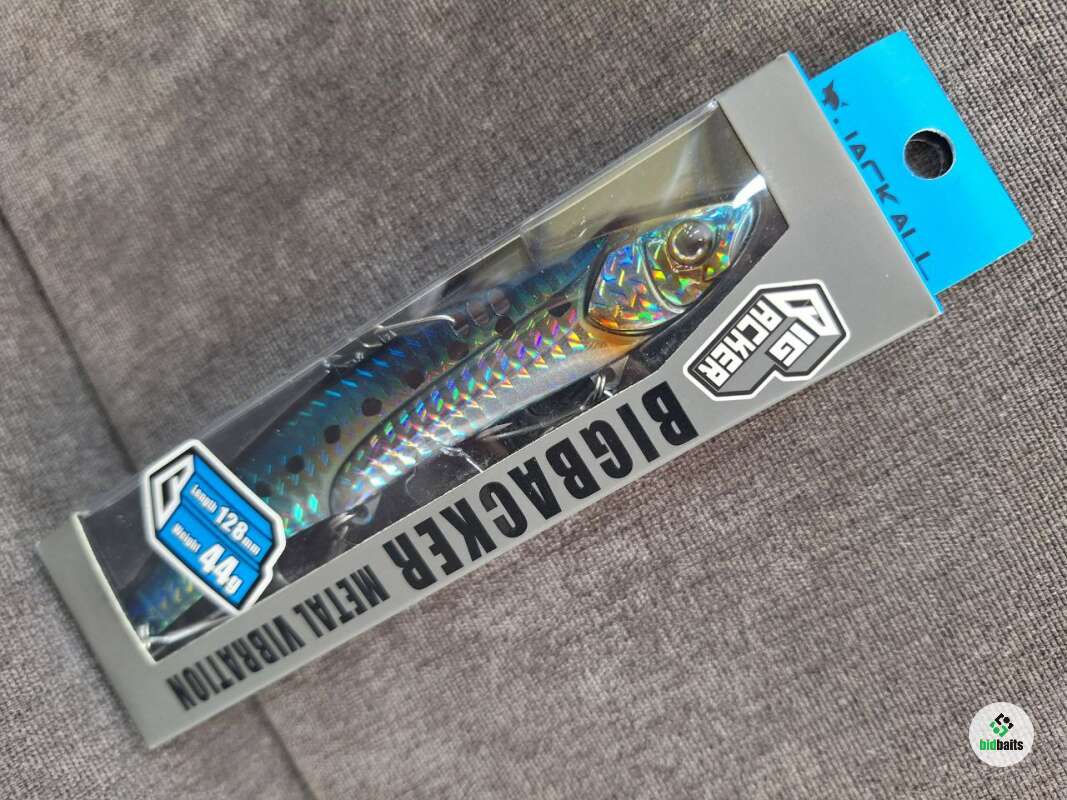 JACKALL
BIG
BACKER
BIGBACKER METAL VIBRATION
Length 128mm
Weight 44g
bidbaits